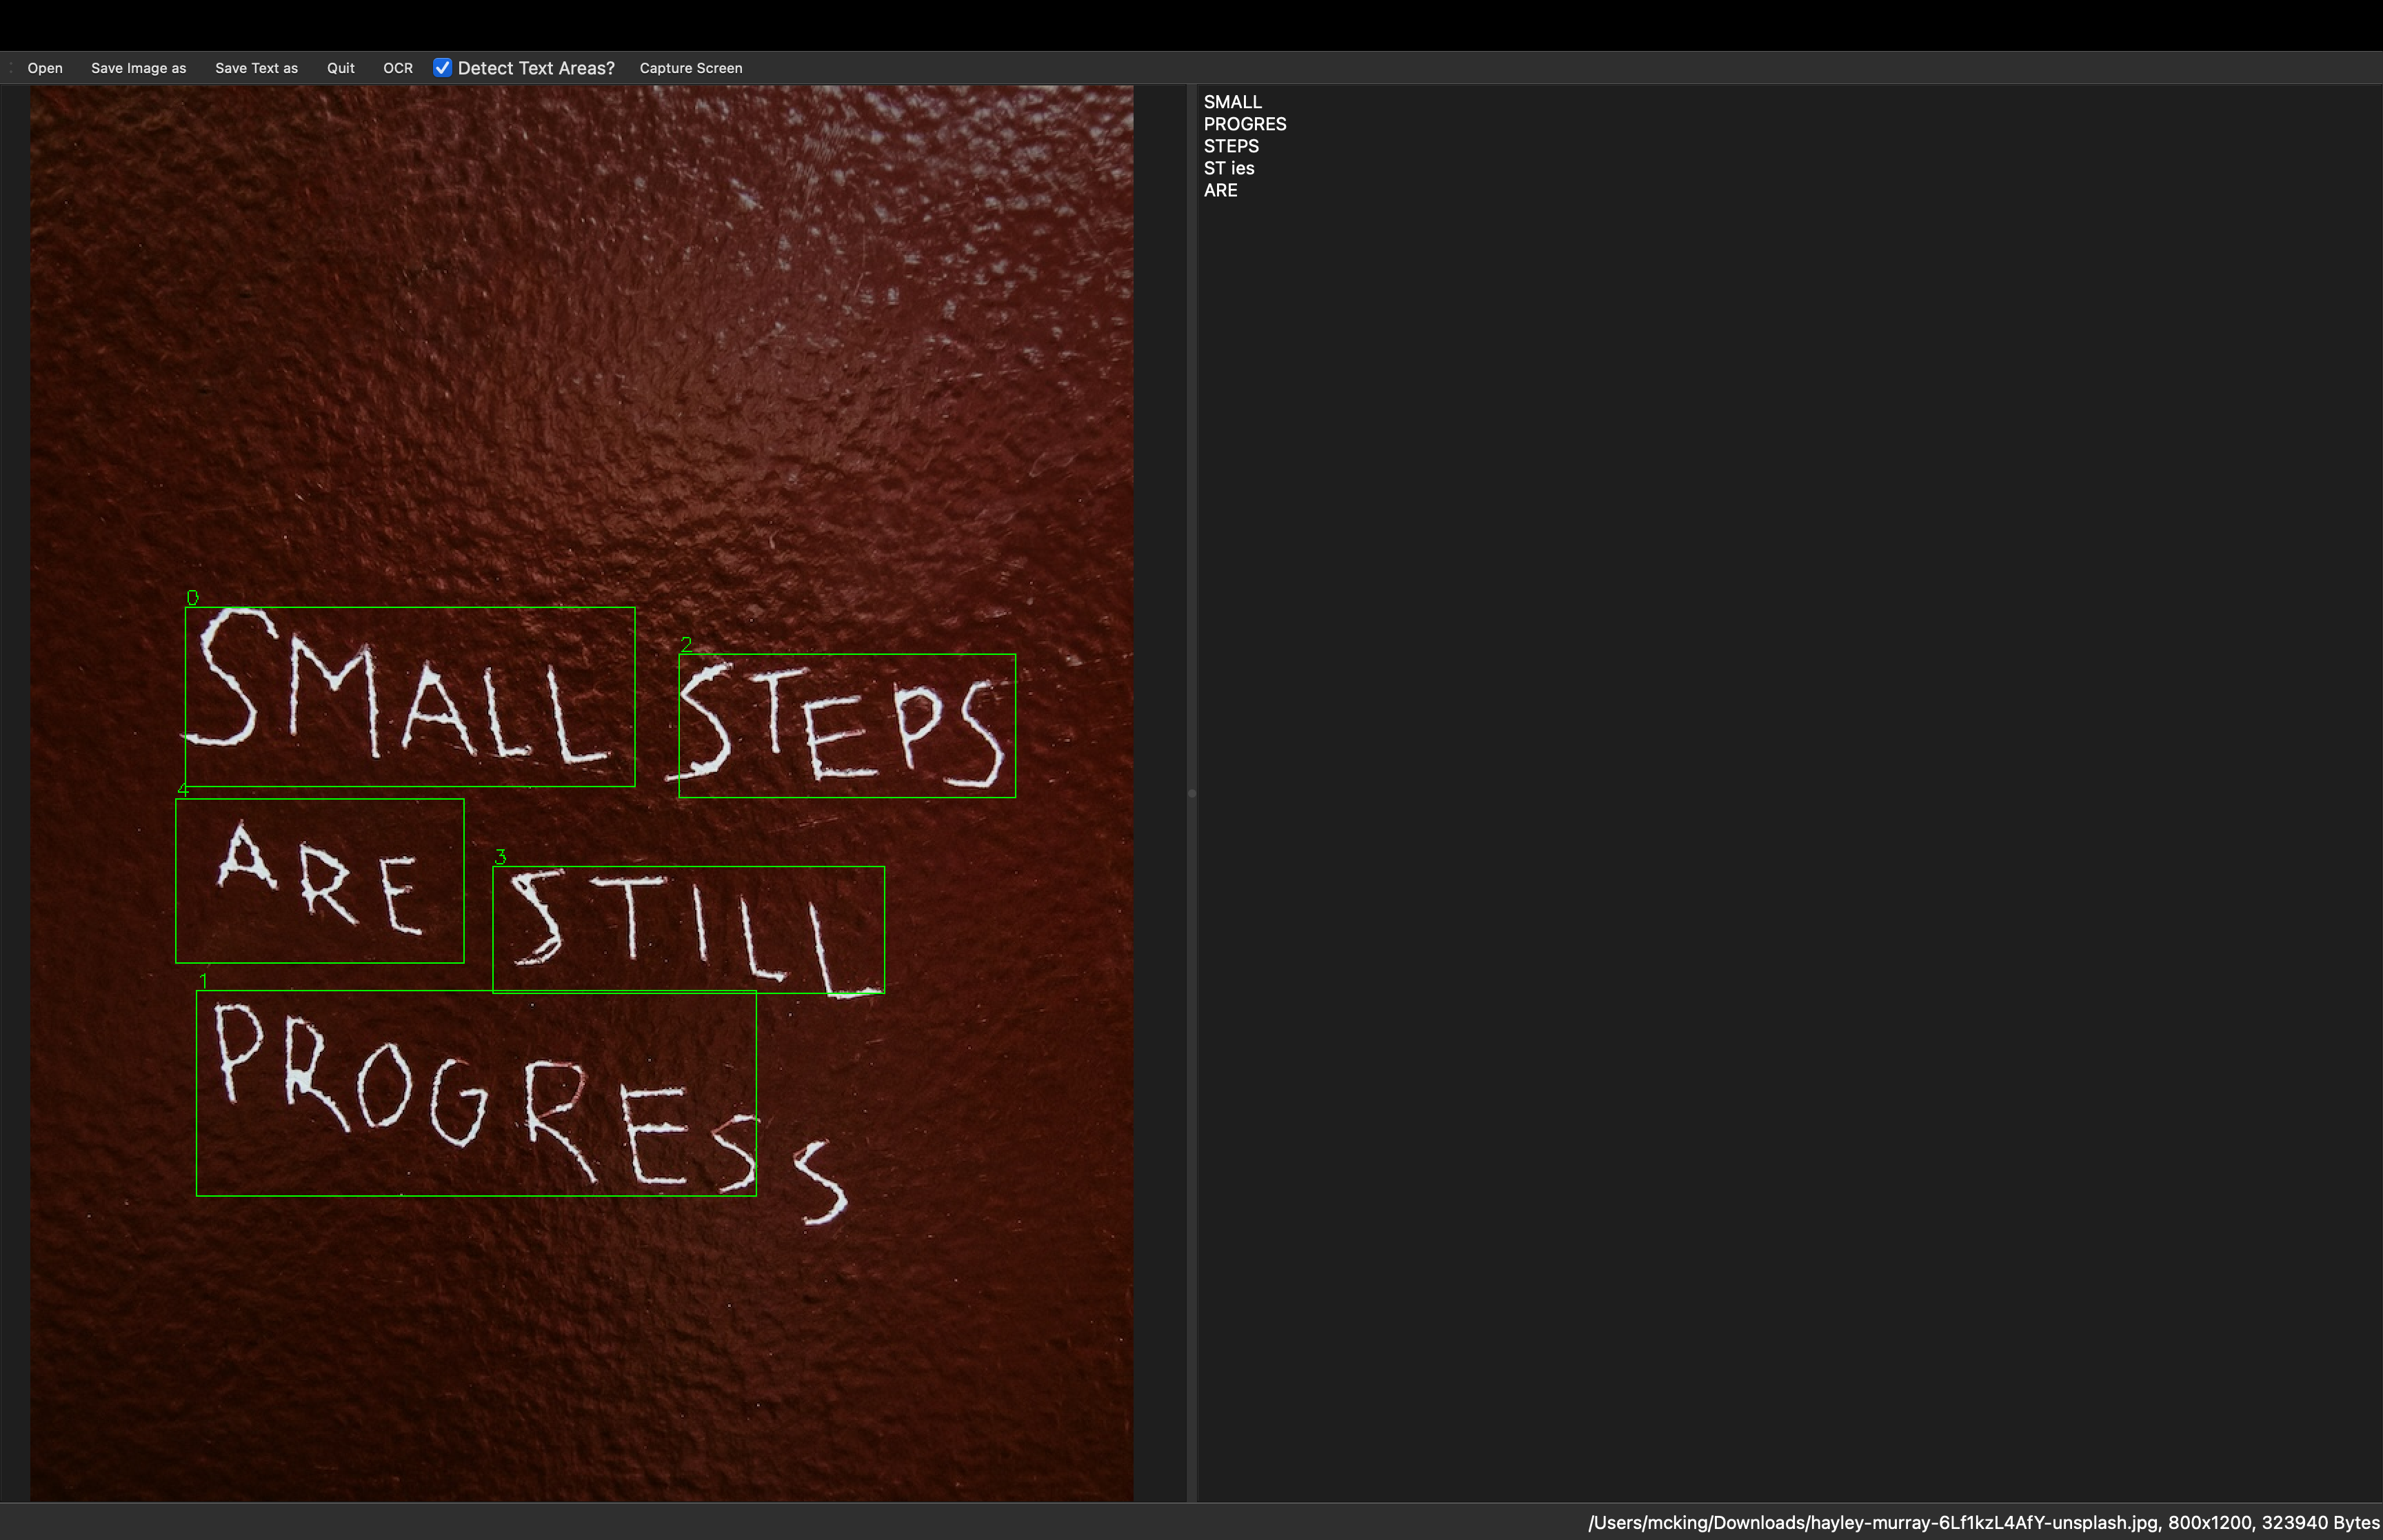 Open Save Image as Save Text as Quit OCR Detect Text Areas? Capture Screen
SMALL
PROGRES
STEPS
ST ies
ARE
0
2
SMALL STEPS
4
3
ARE STILL
1
PROGRESS
/Users/mcking/Downloads/hayley-murray-6Lf1kzL4AfY-unsplash.jpg, 800x1200, 323940 Bytes